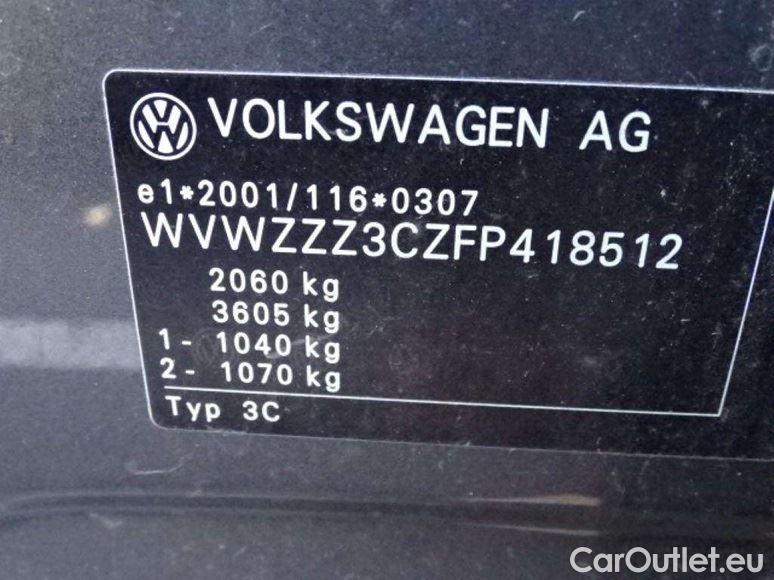 VOLKSWAGEN AG
e1*2001/116*0307
WVWZZZ3CZFP418512
2060 kg
3605 kg
1- 1040 kg
2- 1070 kg
Typ 3C
CarOutlet.eu